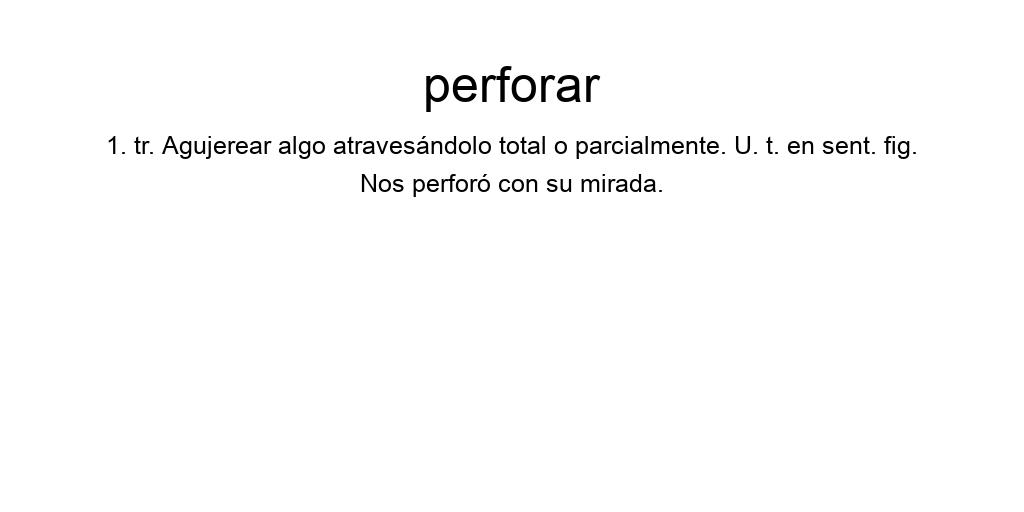 perforar
1. tr. Agujerear algo atravesándolo total o parcialmente. U. t. en sent. fig.
Nos perforó con su mirada.